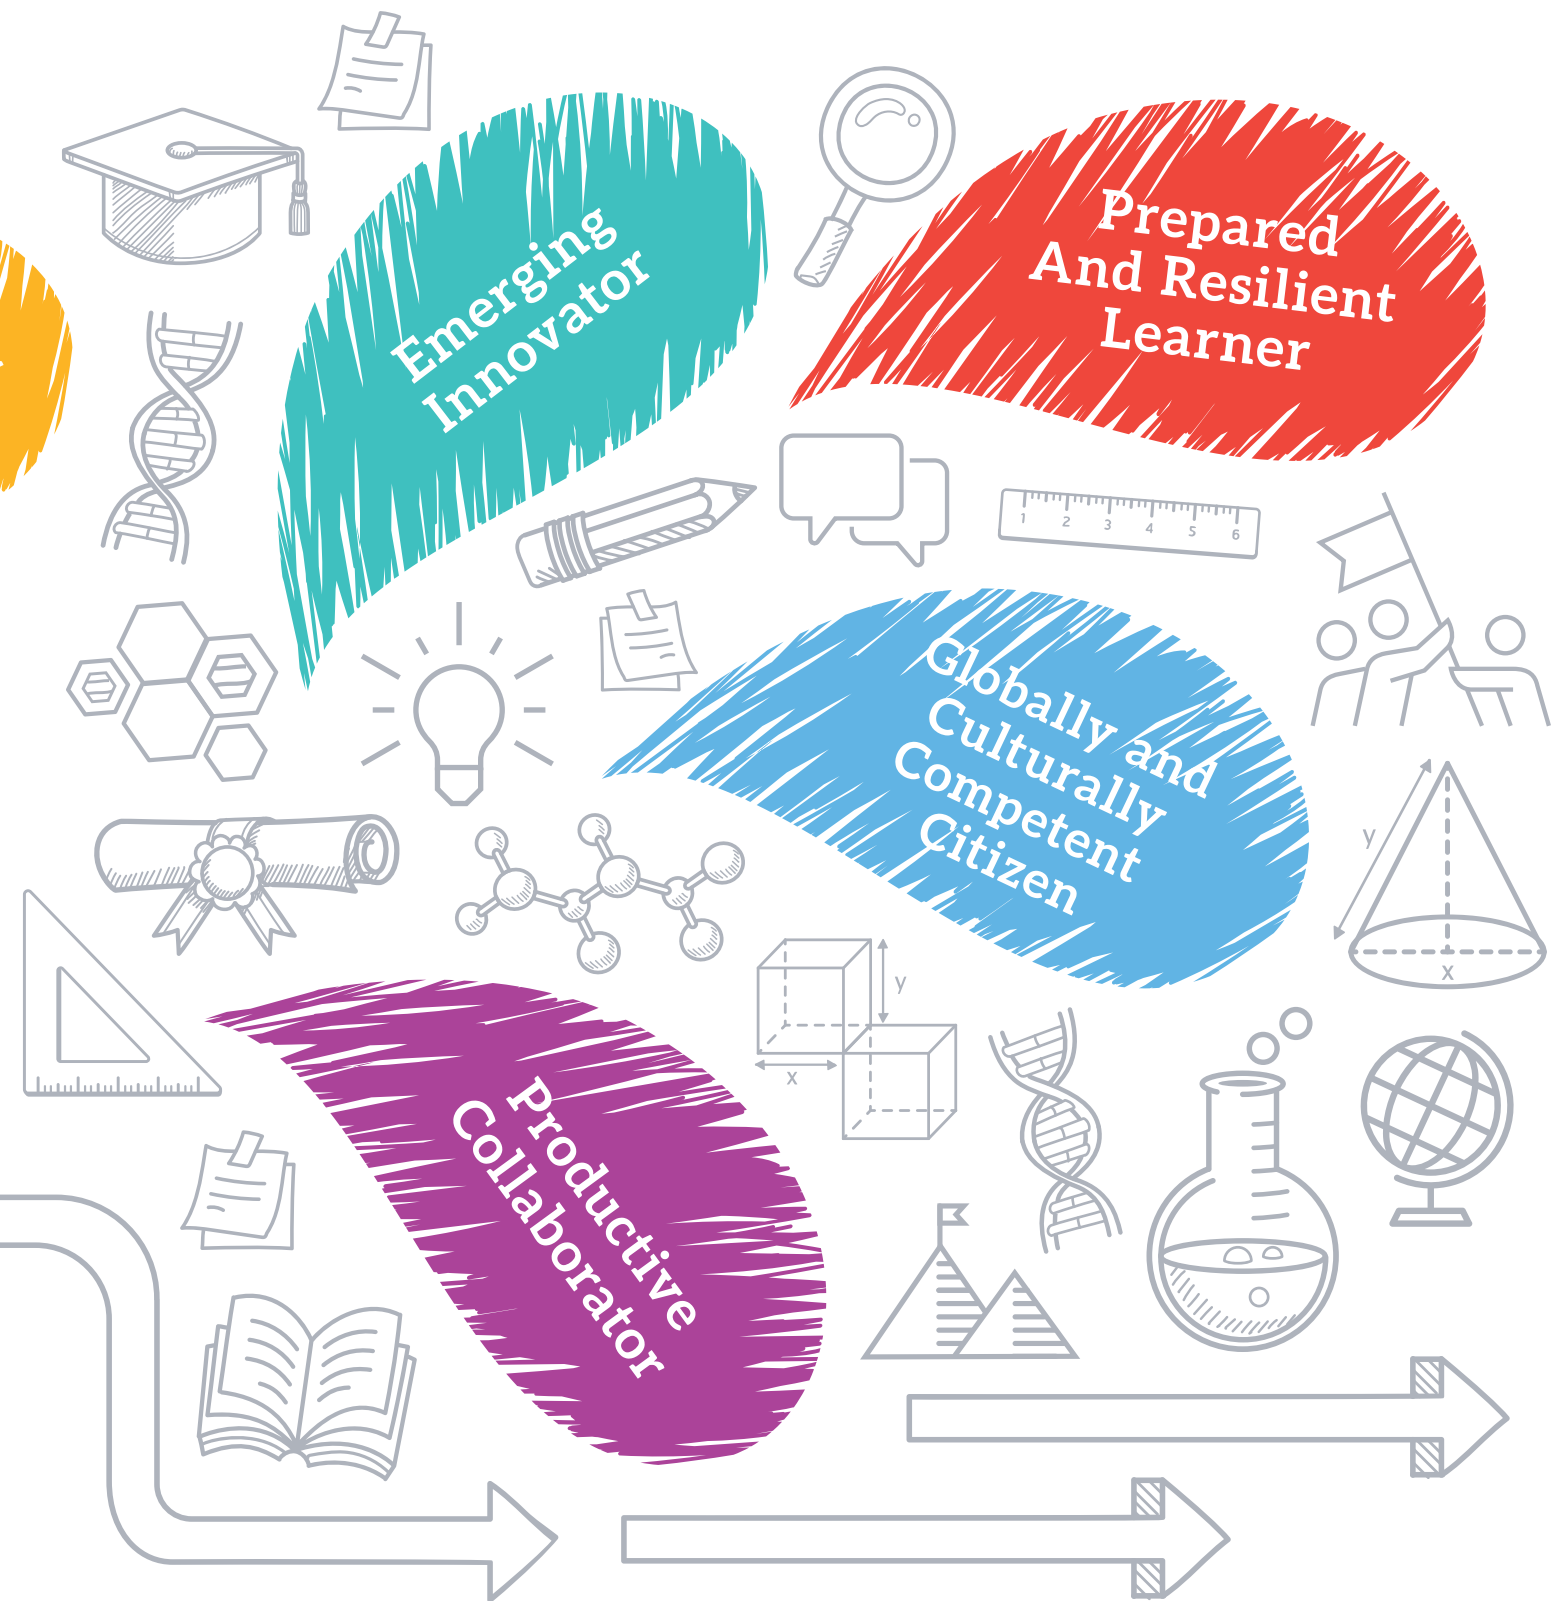 Emerging
Innovator
Prepared
And Resilient
Learner
1 2 3 4 5 6
Globally and
Culturally
Competent
Citizen
y
x
y
x
Productive
Collaborator